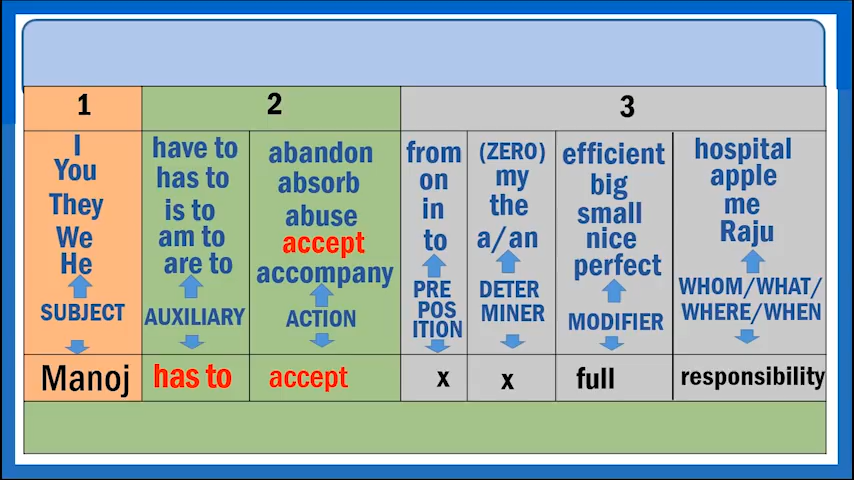 1 2 3
I have to abandon from (ZERO) efficient hospital
You has to absorb on my big apple
They is to abuse in the small me
We am to accept to a/an nice Raju
He are to accompany perfect
SUBJECT AUXILIARY ACTION PRE POS ITION DETER MINER MODIFIER WHOM/WHAT/ WHERE/WHEN
Manoj has to accept x x full responsibility